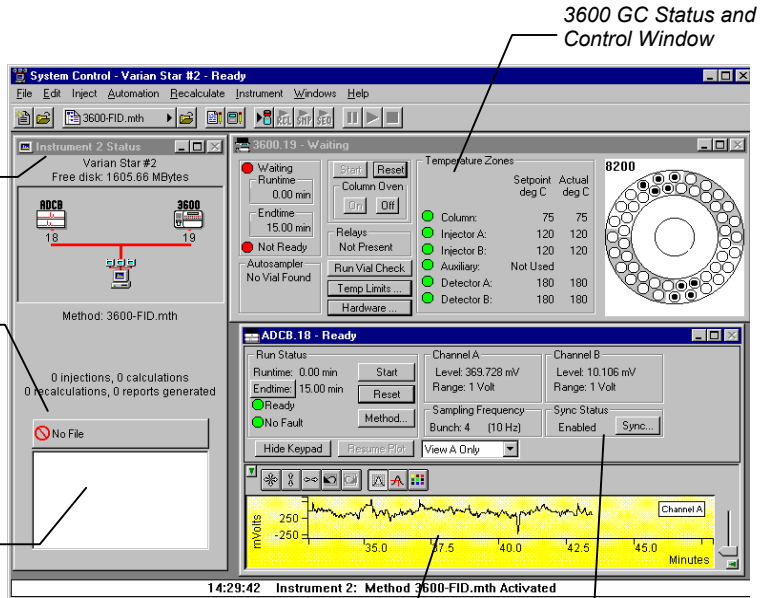 3600 GC Status and
Control Window
System Control - Varian Star #2 - Ready
File Edit Inject Automation Recalculate Instrument Windows Help
3600-FID.mth
REL SMP SEQ
Instrument 2 Status
Varian Star #2
Free disk: 1605.66 MBytes
ADCB 3600
18 19
Method: 3600-FID.mth
0 injections, 0 calculations
0 recalculations, 0 reports generated
No File
3600.19 - Waiting
Waiting
Runtime
0.00 min
Endtime
15.00 min
Not Ready
Autosampler
No Vial Found
Start Reset
Column Oven
On Off
Relays
Not Present
Run Vial Check
Temp Limits ...
Hardware ...
Temperature Zones
Setpoint Actual
deg C deg C
Column: 75 75
Injector A: 120 120
Injector B: 120 120
Auxiliary: Not Used
Detector A: 180 180
Detector B: 180 180
8200
ADCB.18 - Ready
Run Status
Runtime: 0.00 min Start
Endtime: 15.00 min Reset
Ready
No Fault Method...
Channel A
Level: 369.728 mV
Range: 1 Volt
Channel B
Level: 10.106 mV
Range: 1 Volt
Sampling Frequency
Bunch: 4 (10 Hz)
Sync Status
Enabled Sync...
Hide Keypad Resume Plot View A Only
Channel A
mVolts
250
-250
35.0 37.5 40.0 42.5 45.0
Minutes
14:29:42 Instrument 2: Method 3600-FID.mth Activated